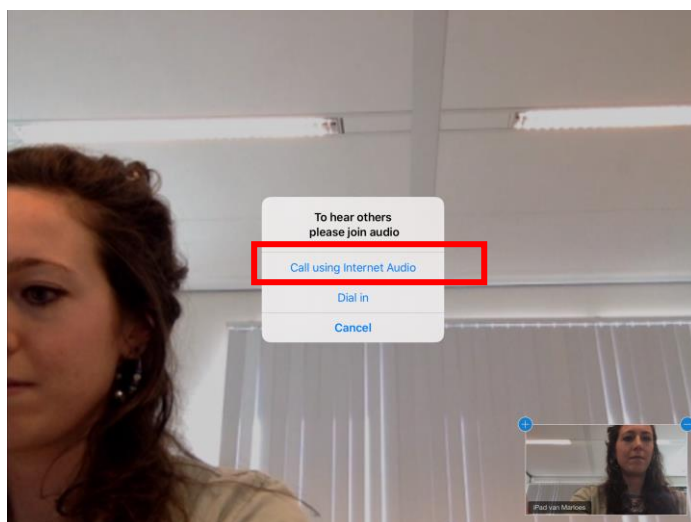 To hear others
please join audio
Call using Internet Audio
Dial in
Cancel
iPad van Marloes